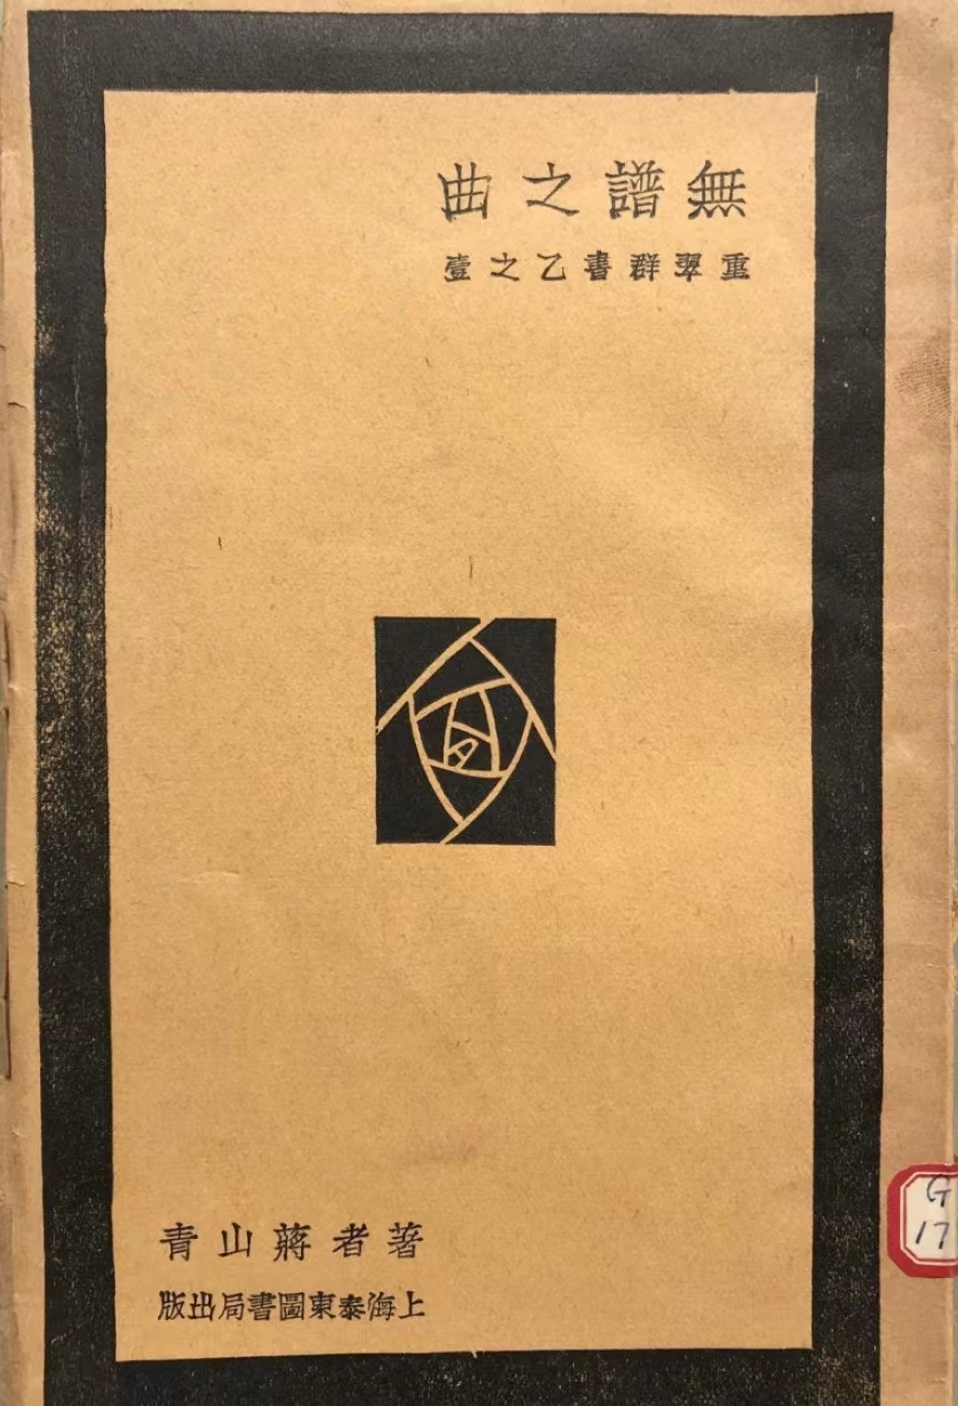 無譜之曲
重翠群書乙之壹
著者蔣山青
上海泰東圖書局出版
G
17